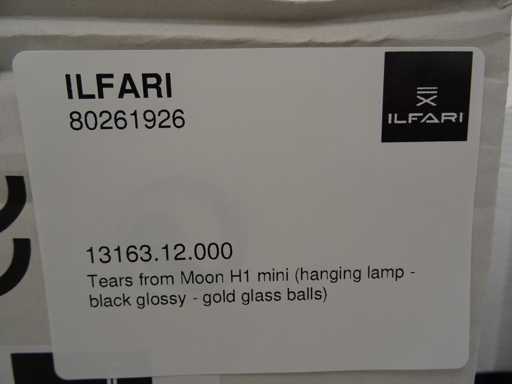 ILFARI
80261926
ILFARI
13163.12.000
Tears from Moon H1 mini (hanging lamp -
black glossy - gold glass balls)